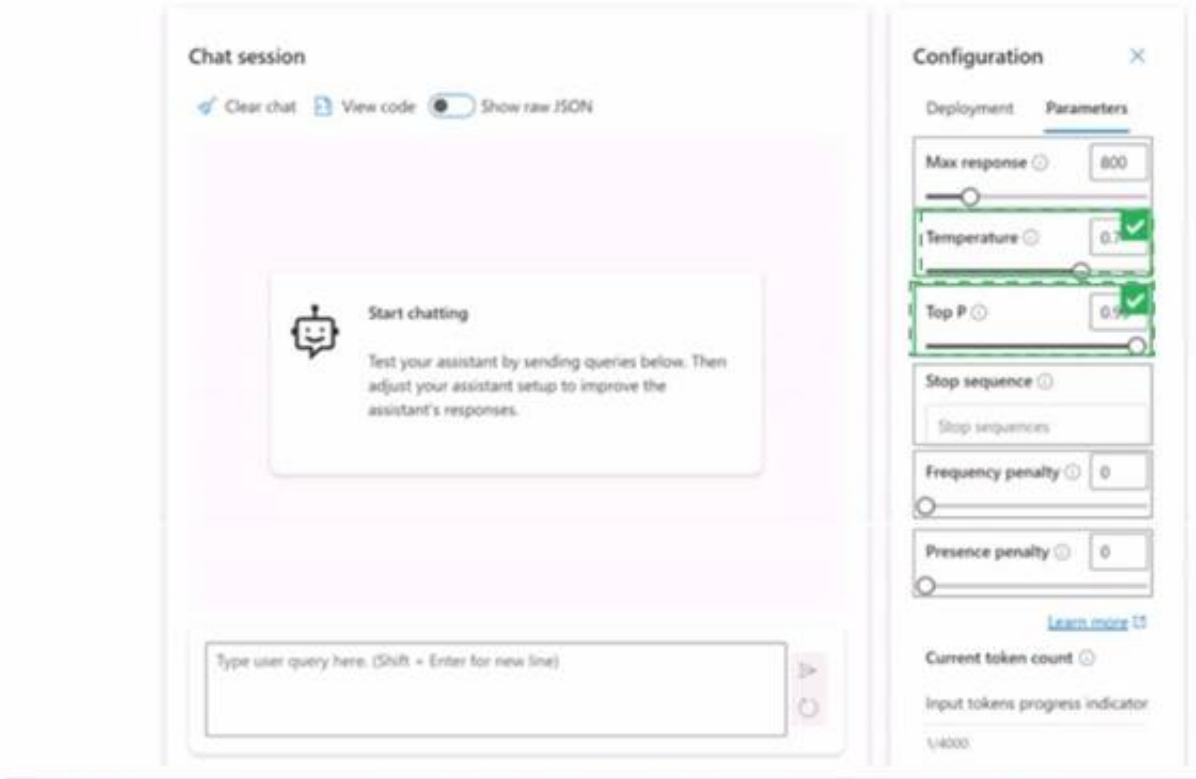 Chat session
Clear chat View code Show raw JSON
Start chatting
Test your assistant by sending queries below. Then
adjust your assistant setup to improve the
assistant's responses.
Type user query here. (Shift + Enter for new line)
Configuration
Deployment Parameters
Max response 800
Temperature 0.7
Top P
Stop sequence
Stop sequences
Frequency penalty 0
Presence penalty 0
Learn more
Current token count
Input tokens progress indicator
1/4000